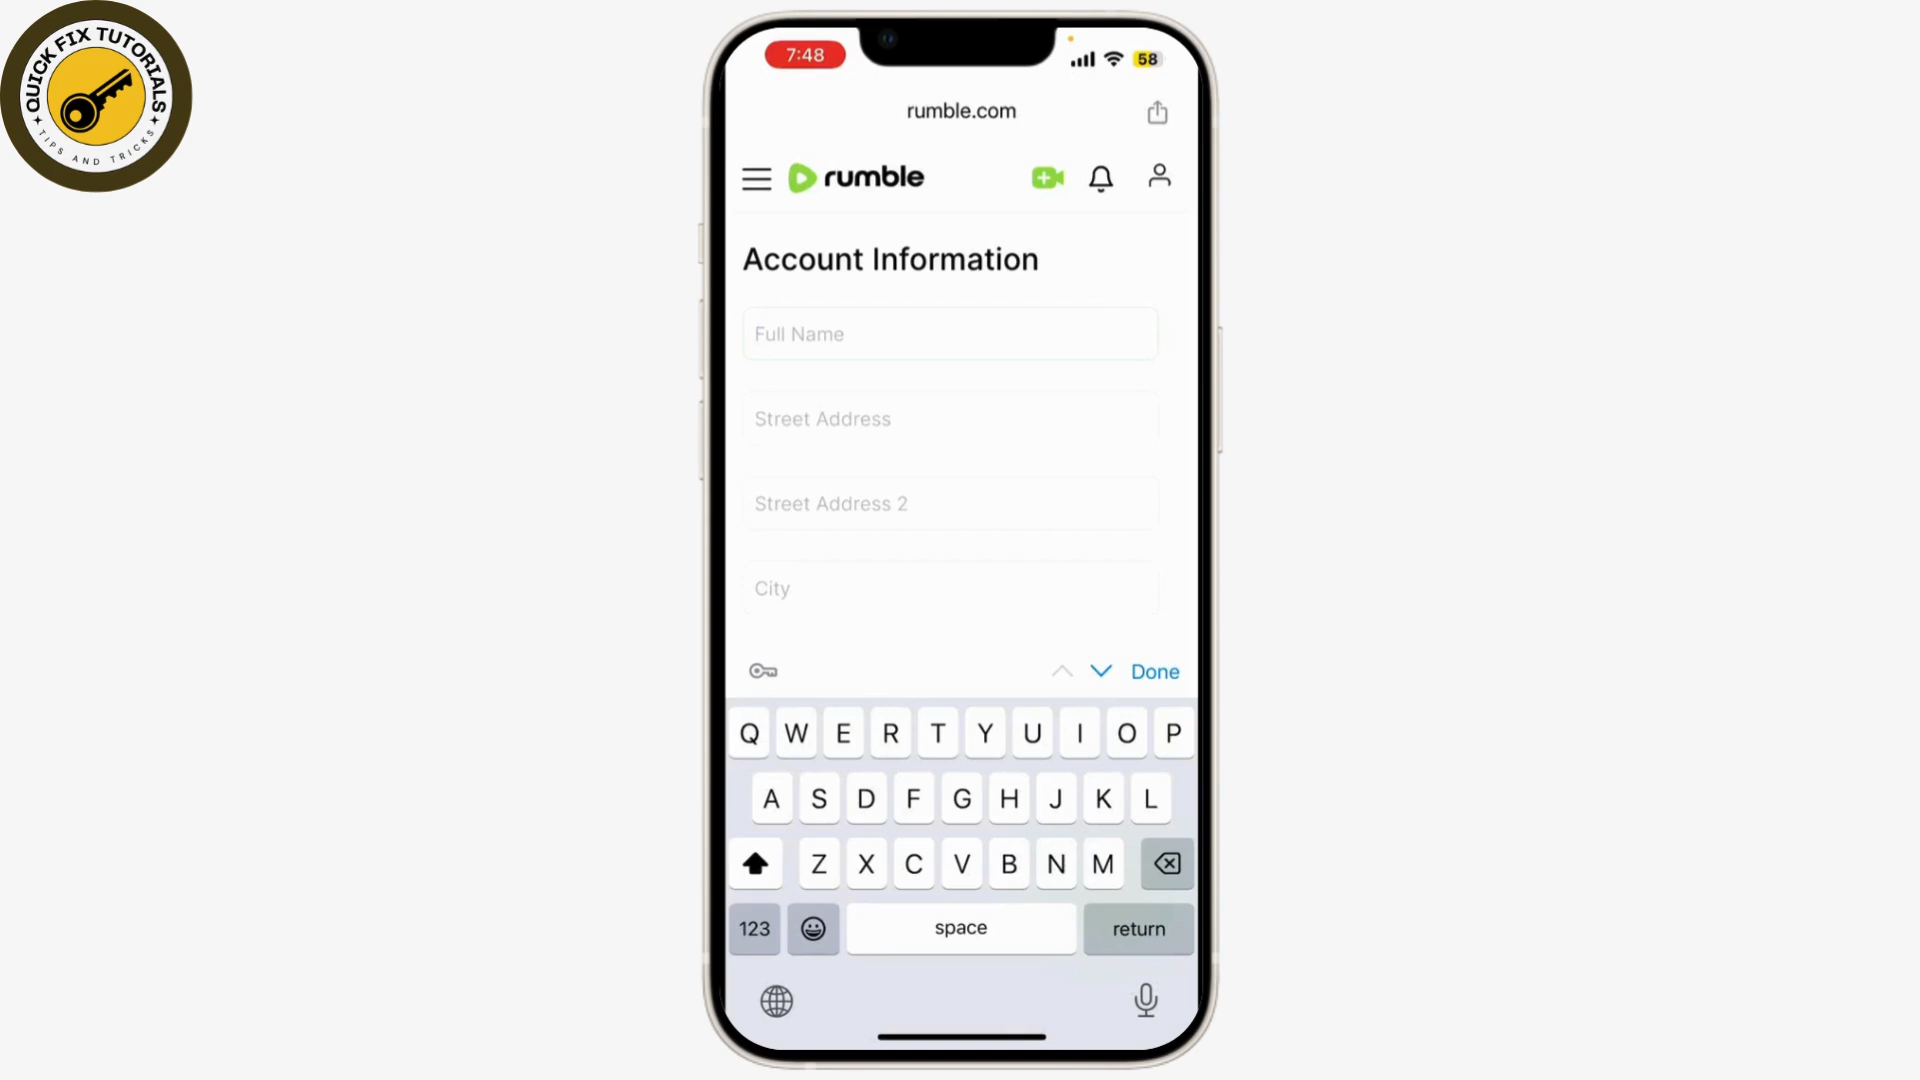 QUICK FIX TUTORIALS
TIPS AND TRICKS
7:48
58
rumble.com
rumble
Account Information
Full Name
Street Address
Street Address 2
City
Done
Q W E R T Y U I O P
A S D F G H J K L
Z X C V B N M
123 space return